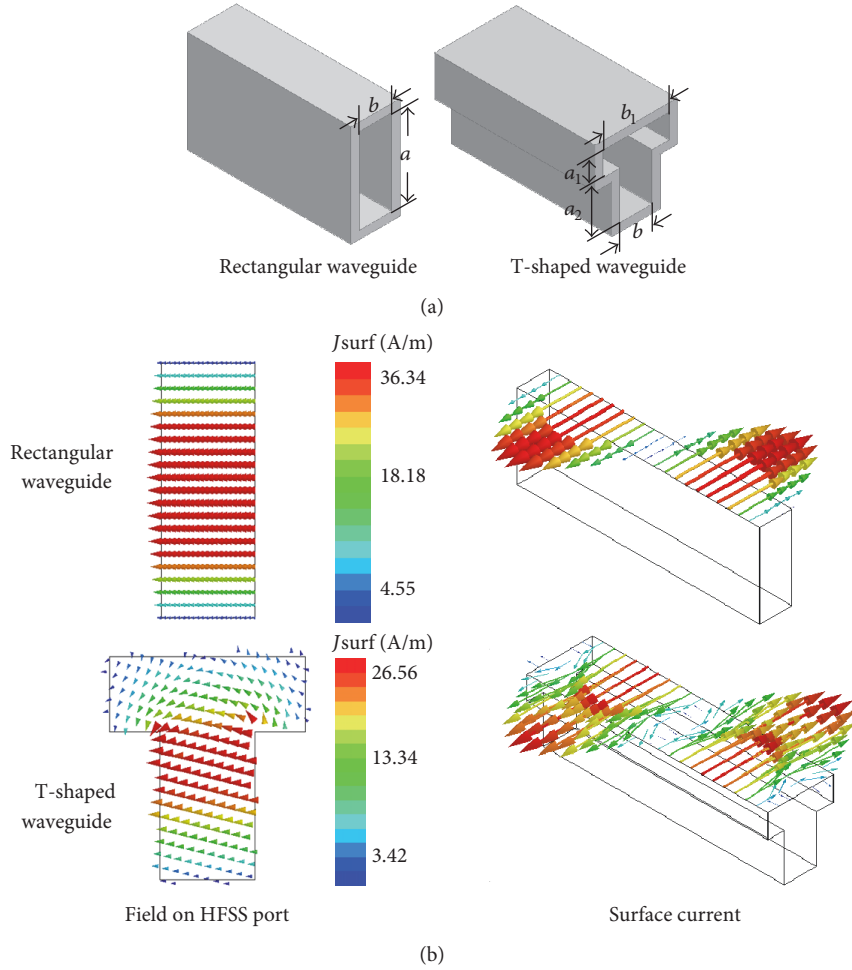 b
a
b1
a1
a2
b
Rectangular waveguide
T-shaped waveguide
(a)
Jsurf (A/m)
36.34
18.18
4.55
Rectangular
waveguide
Jsurf (A/m)
26.56
13.34
3.42
T-shaped
waveguide
Field on HFSS port
Surface current
(b)